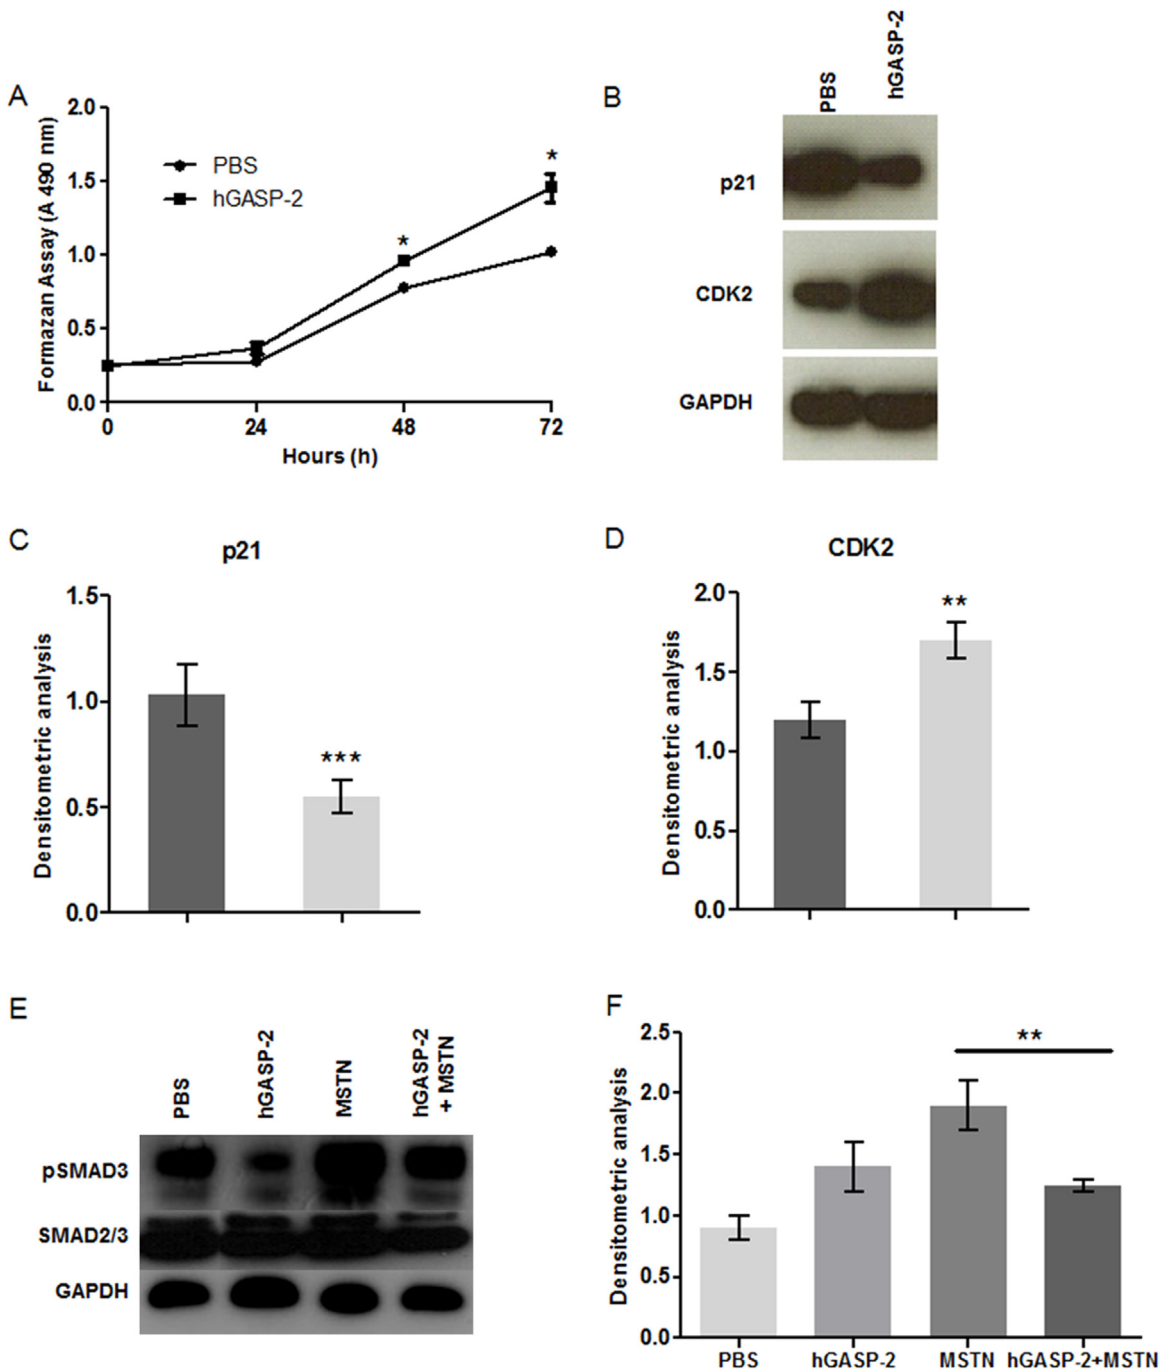 A
2.0
1.5
1.0
0.5
0.0
Formazan Assay (A 490 nm)
PBS
hGASP-2
*
*
0 24 48 72
Hours (h)
B
PBS
hGASP-2
p21
CDK2
GAPDH
C
p21
1.5
1.0
0.5
0.0
Densitometric analysis
***
D
CDK2
2.0
1.5
1.0
0.5
0.0
Densitometric analysis
**
E
PBS
hGASP-2
MSTN
hGASP-2
+ MSTN
pSMAD3
SMAD2/3
GAPDH
F
2.5
2.0
1.5
1.0
0.5
0.0
Densitometric analysis
**
PBS hGASP-2 MSTN hGASP-2+MSTN